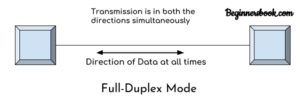 Transmission is in both the
directions simultaneously
Beginnersbook.com
Direction of Data at all times
Full-Duplex Mode